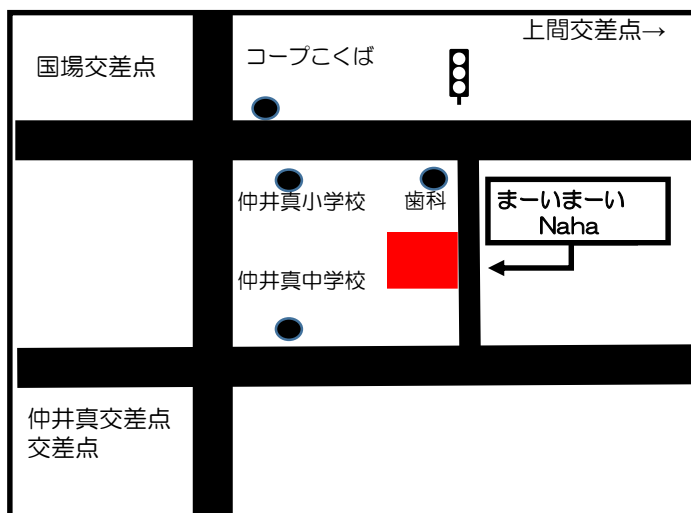 上間交差点→
国場交差点
コープこくば
仲井真小学校
歯科
まーいまーい
Naha
仲井真中学校
仲井真交差点
交差点